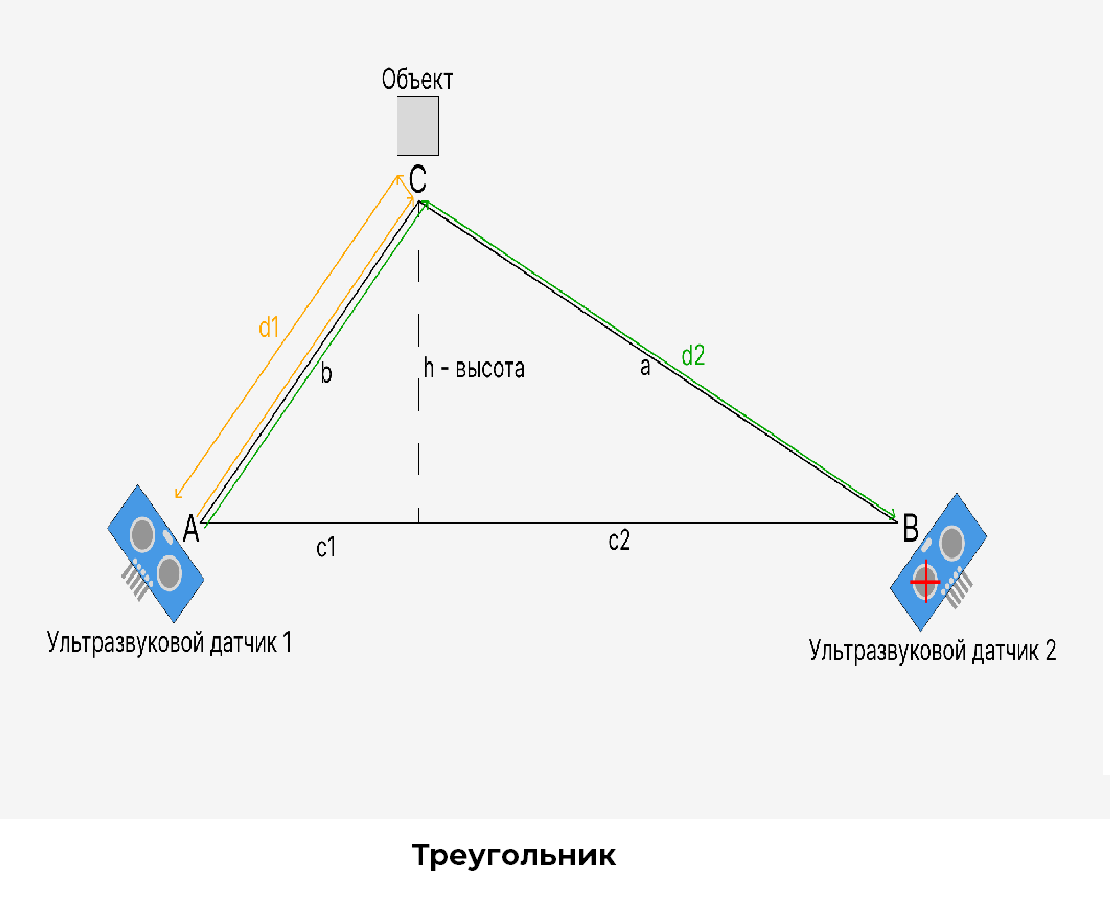 Объект
C
d1
b
h - высота
a
d2
A
B
c1
c2
Ультразвуковой датчик 1
Ультразвуковой датчик 2
Треугольник